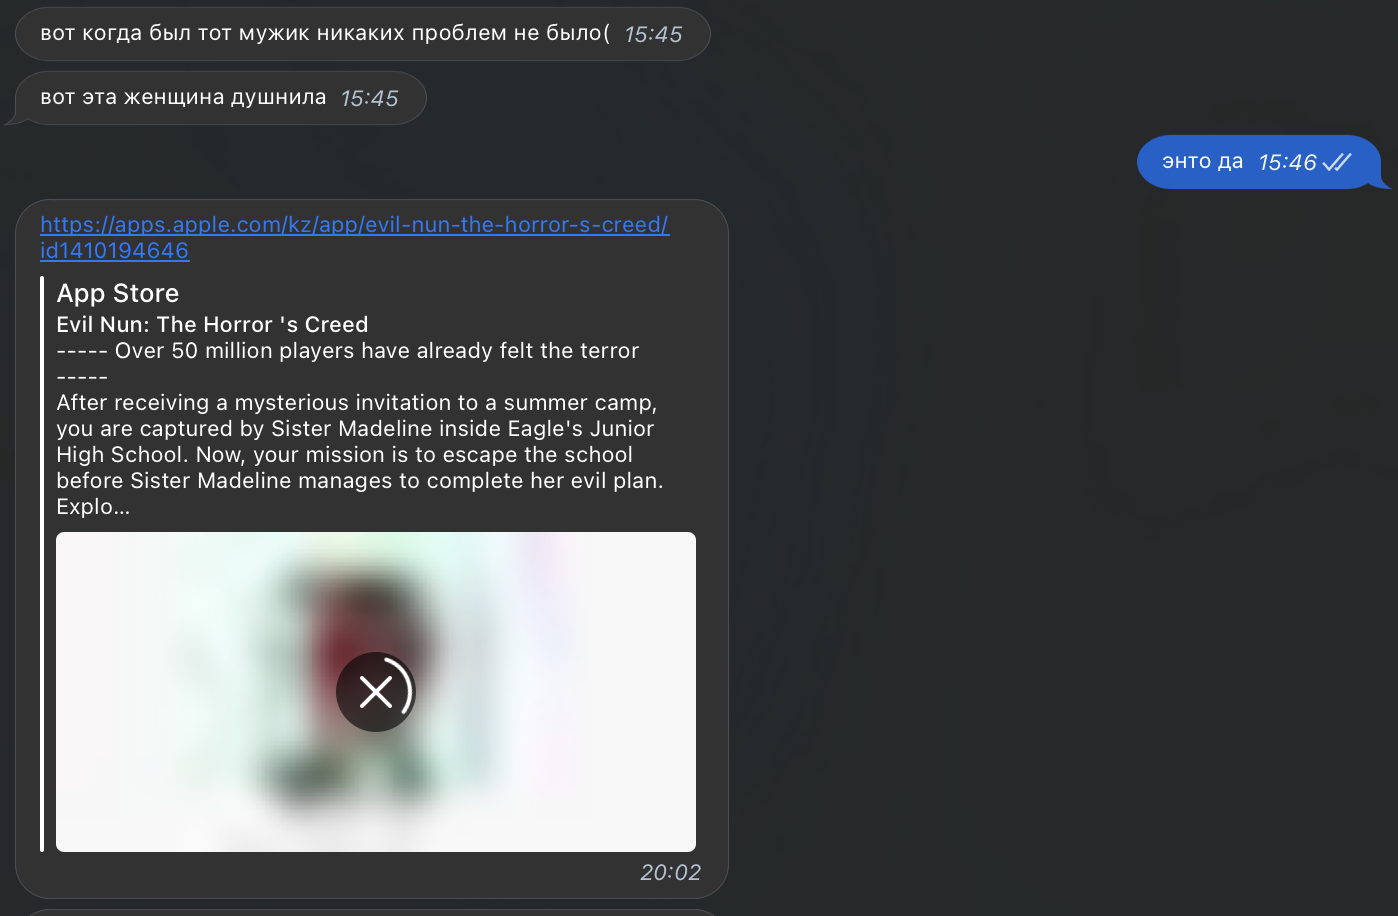 вот когда был тот мужик никаких проблем не было( 15:45
вот эта женщина душнила 15:45
энто да 15:46
https://apps.apple.com/kz/app/evil-nun-the-horror-s-creed/
id1410194646
App Store
Evil Nun: The Horror 's Creed
----- Over 50 million players have already felt the terror
-----
After receiving a mysterious invitation to a summer camp,
you are captured by Sister Madeline inside Eagle's Junior
High School. Now, your mission is to escape the school
before Sister Madeline manages to complete her evil plan.
Explo...
20:02